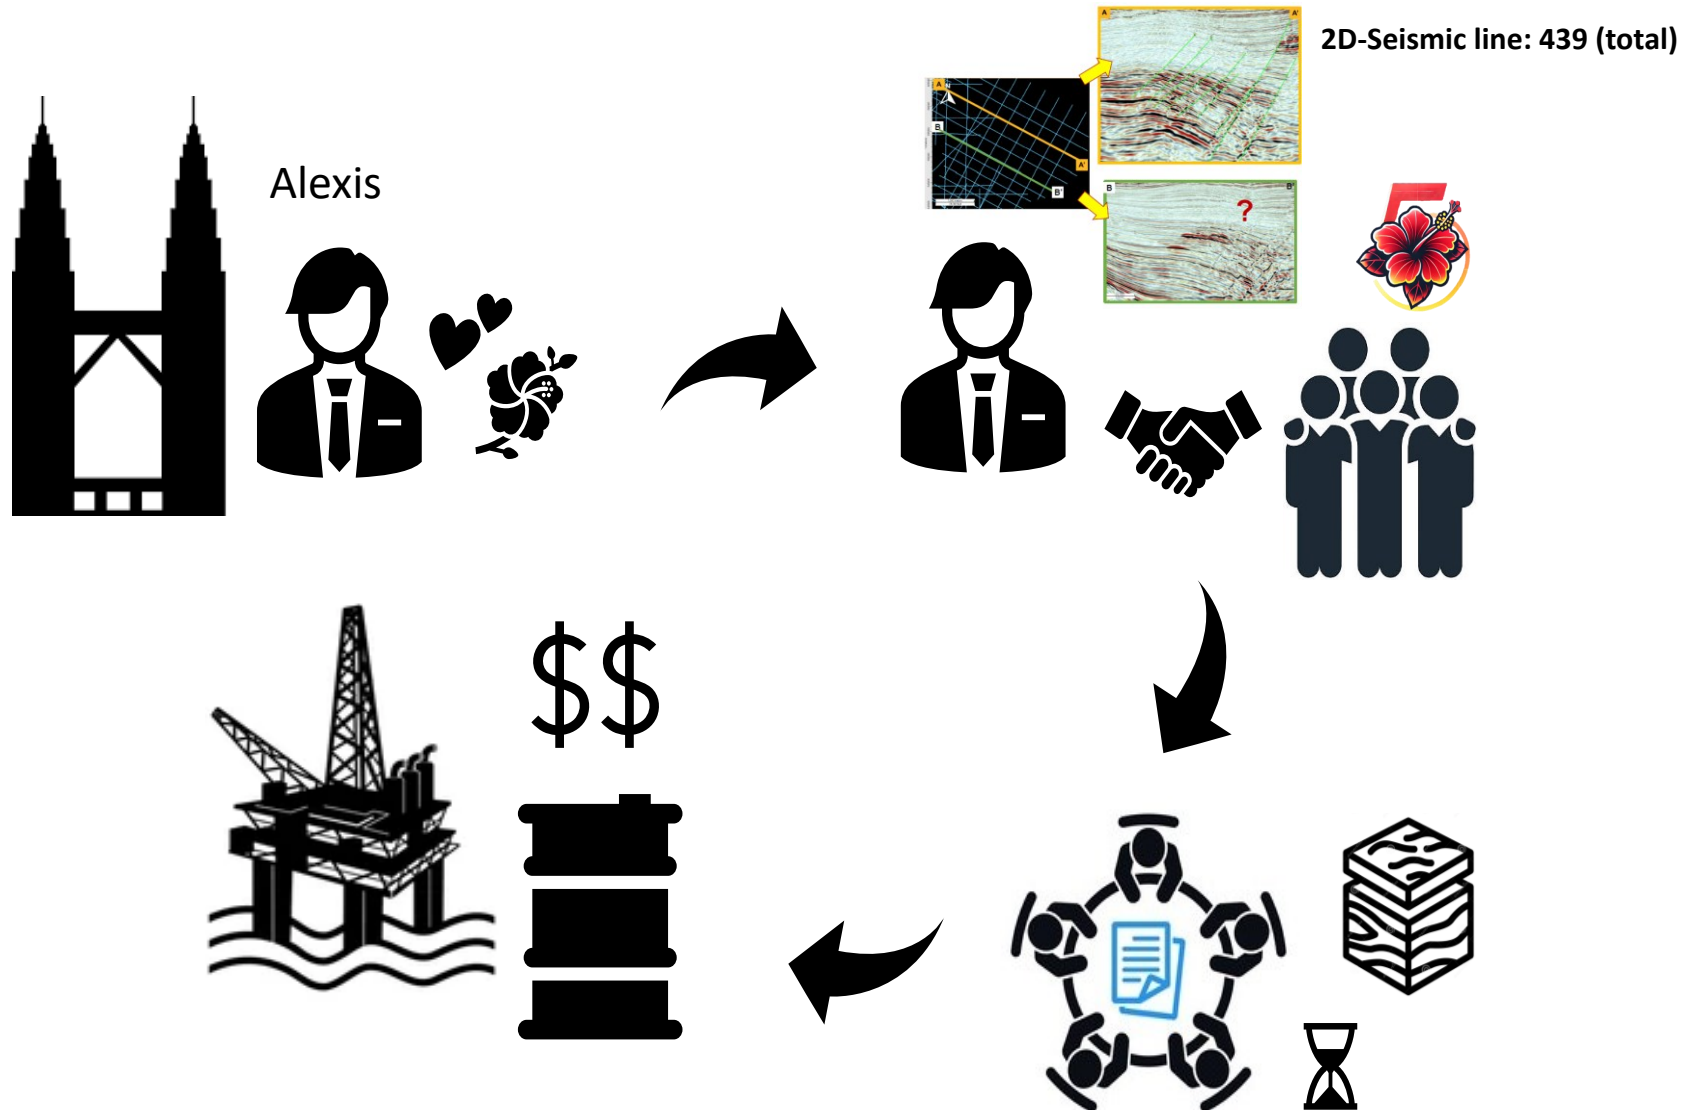 2D-Seismic line: 439 (total)
Alexis
A
A'
A
N
B
A'
B'
B
B'
?
$$